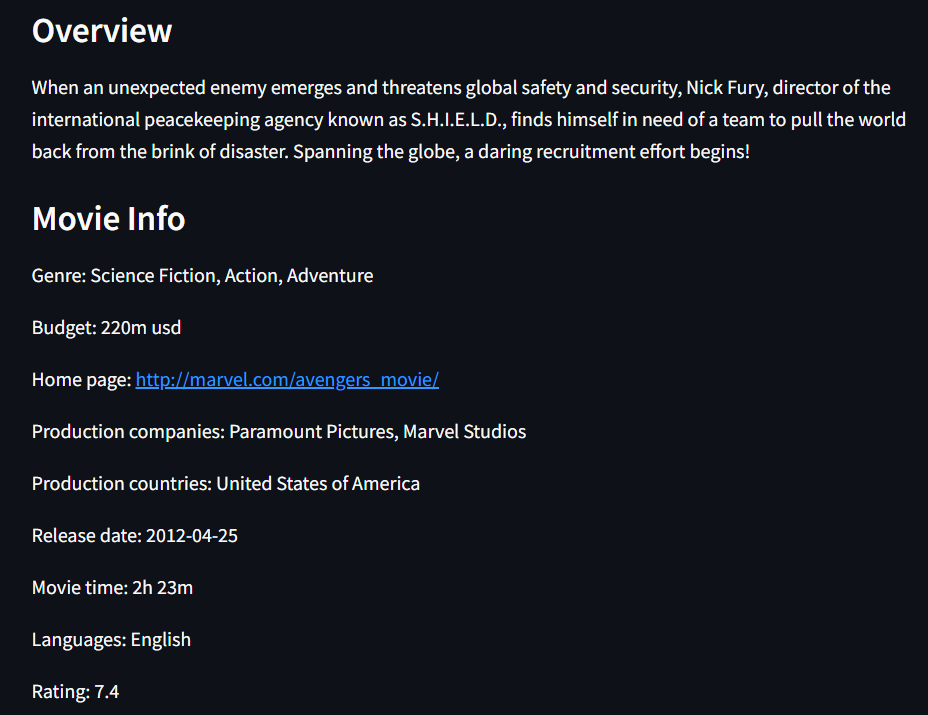 Overview
When an unexpected enemy emerges and threatens global safety and security, Nick Fury, director of the
international peacekeeping agency known as S.H.I.E.L.D., finds himself in need of a team to pull the world
back from the brink of disaster. Spanning the globe, a daring recruitment effort begins!
Movie Info
Genre: Science Fiction, Action, Adventure
Budget: 220m usd
Home page: http://marvel.com/avengers_movie/
Production companies: Paramount Pictures, Marvel Studios
Production countries: United States of America
Release date: 2012-04-25
Movie time: 2h 23m
Languages: English
Rating: 7.4